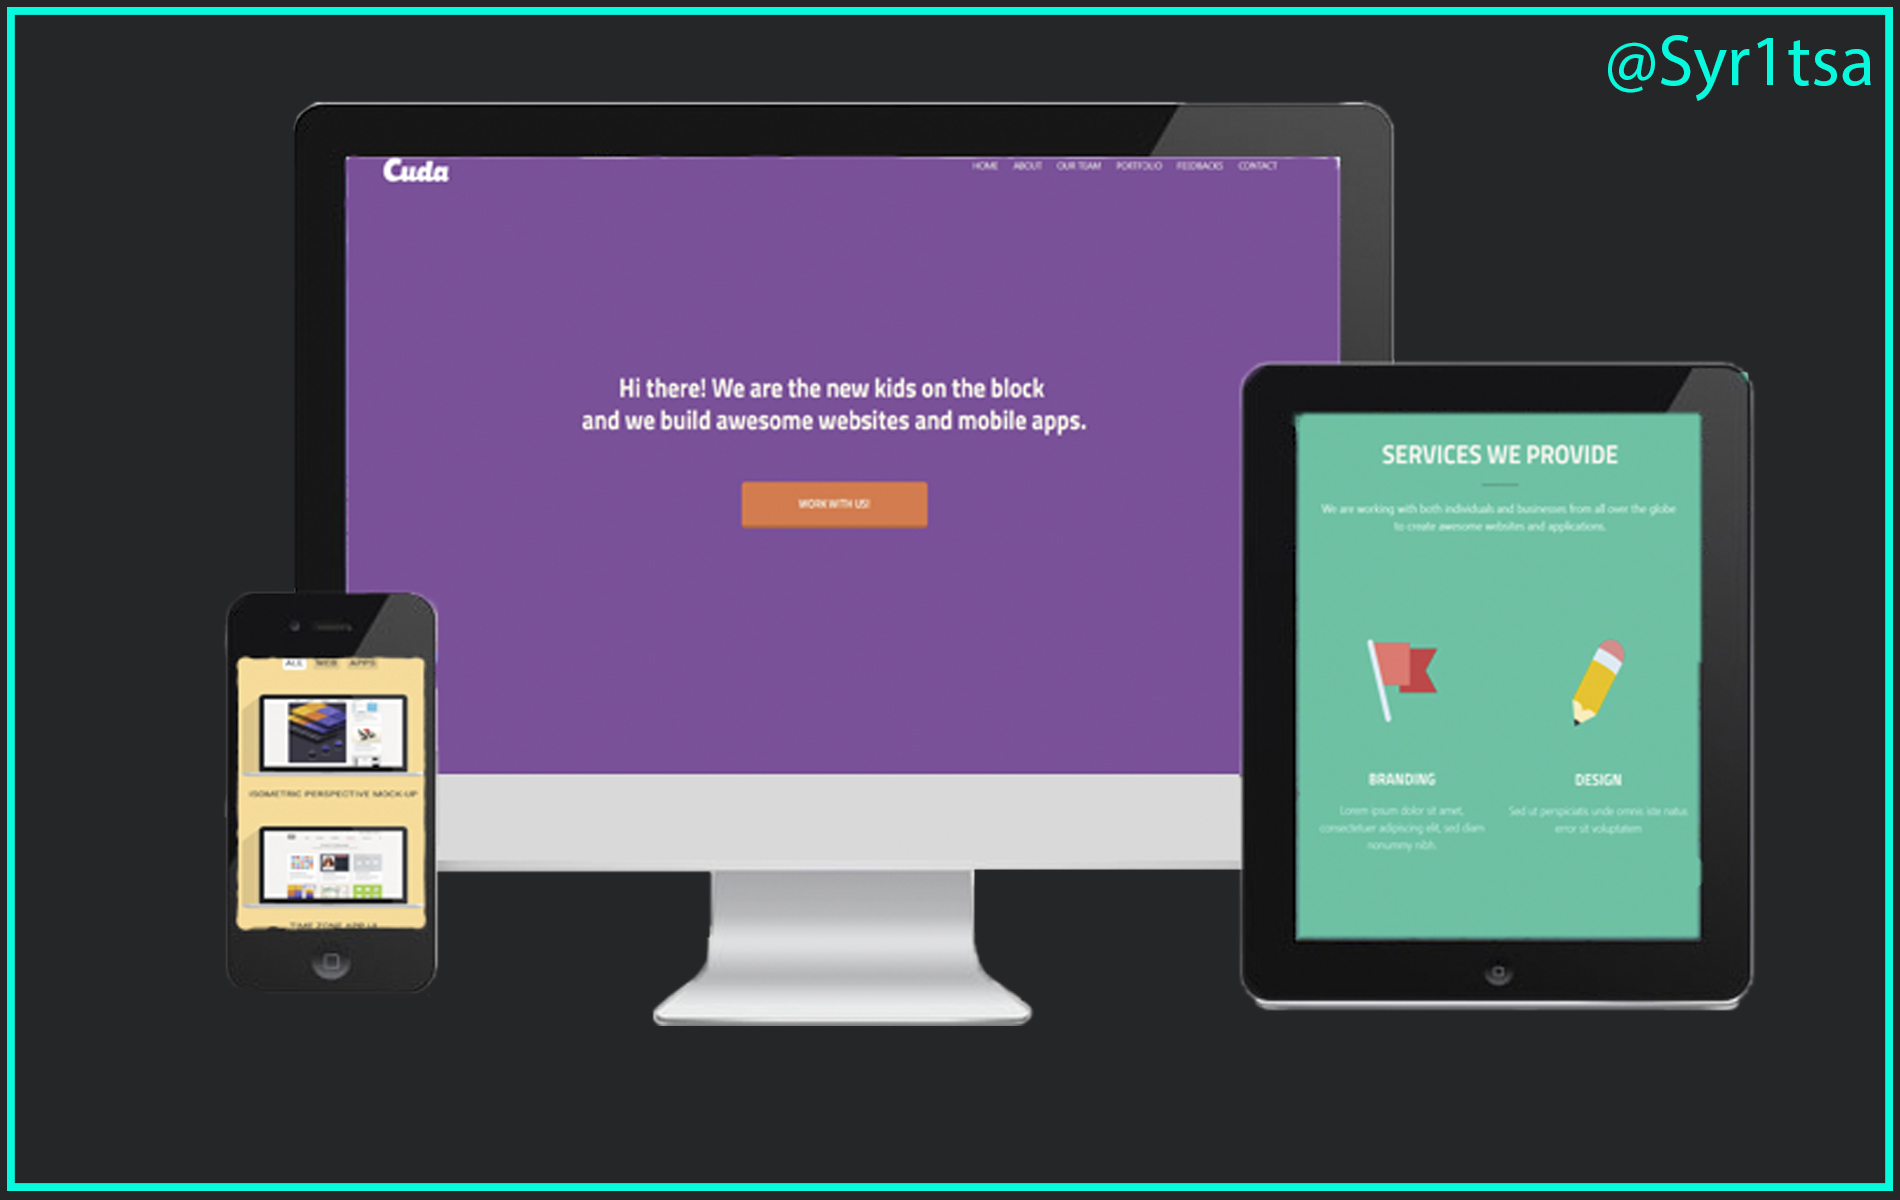 @Syr1tsa
Cuda
HOME ABOUT OUR TEAM PORTFOLIO FEEDBACKS CONTACT
Hi there! We are the new kids on the block
and we build awesome websites and mobile apps.
WORK WITH US!
SERVICES WE PROVIDE
We are working with both individuals and businesses from all over the globe
to create awesome websites and applications.
BRANDING
Lorem ipsum dolor sit amet,
consectetuer adipiscing elit, sed diam
nonummy nibh.
DESIGN
Sed ut perspiciatis unde omnis iste natus
error sit voluptatem
ALL WEB APPS
ISOMETRIC PERSPECTIVE MOCK-UP
TIME ZONE APP UI